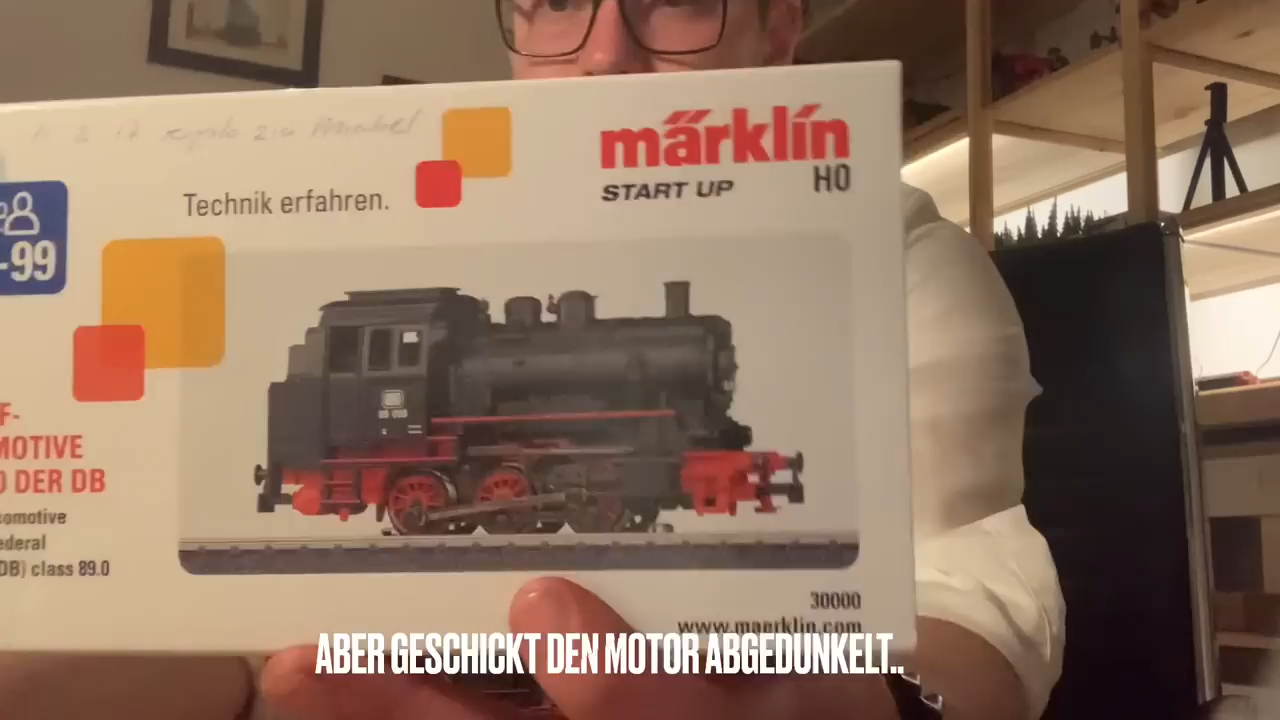 märklín
START UP
H0
Technik erfahren.
-99
F-
MOTIVE
DER DB
omotive
ederal
DB) class 89.0
30000
www.maerklin.com
ABER GESCHICKT DEN MOTOR ABGEDUNKELT..